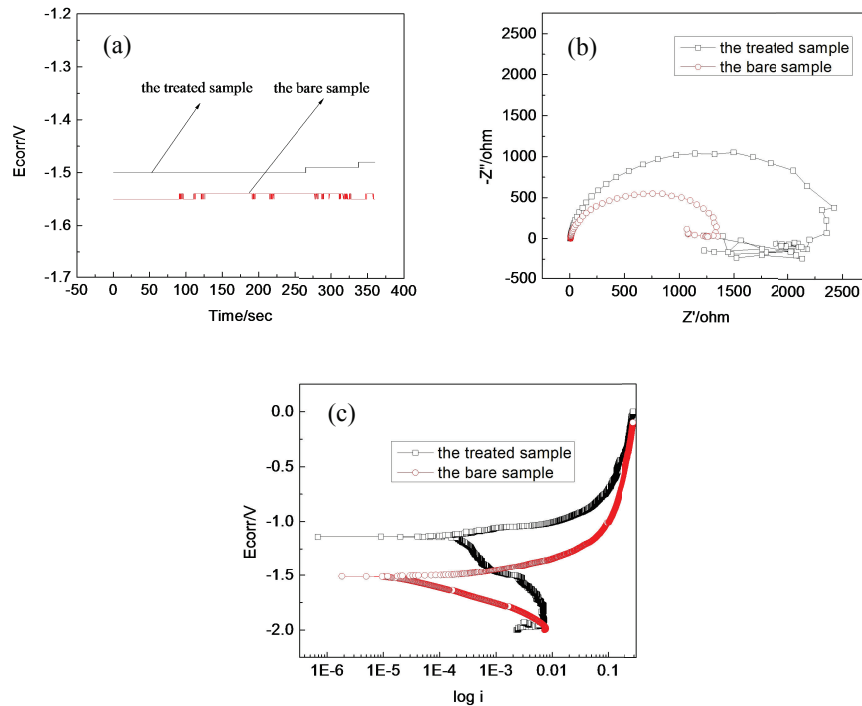 (a)
Ecorr/V
-1.2
-1.3
-1.4
-1.5
-1.6
-1.7
the treated sample
the bare sample
-50 0 50 100 150 200 250 300 350 400
Time/sec
(b)
-Z''/ohm
2500
2000
1500
1000
500
0
-500
the treated sample
the bare sample
0 500 1000 1500 2000 2500
Z'/ohm
(c)
Ecorr/V
0.0
-0.5
-1.0
-1.5
-2.0
the treated sample
the bare sample
1E-6 1E-5 1E-4 1E-3 0.01 0.1
log i